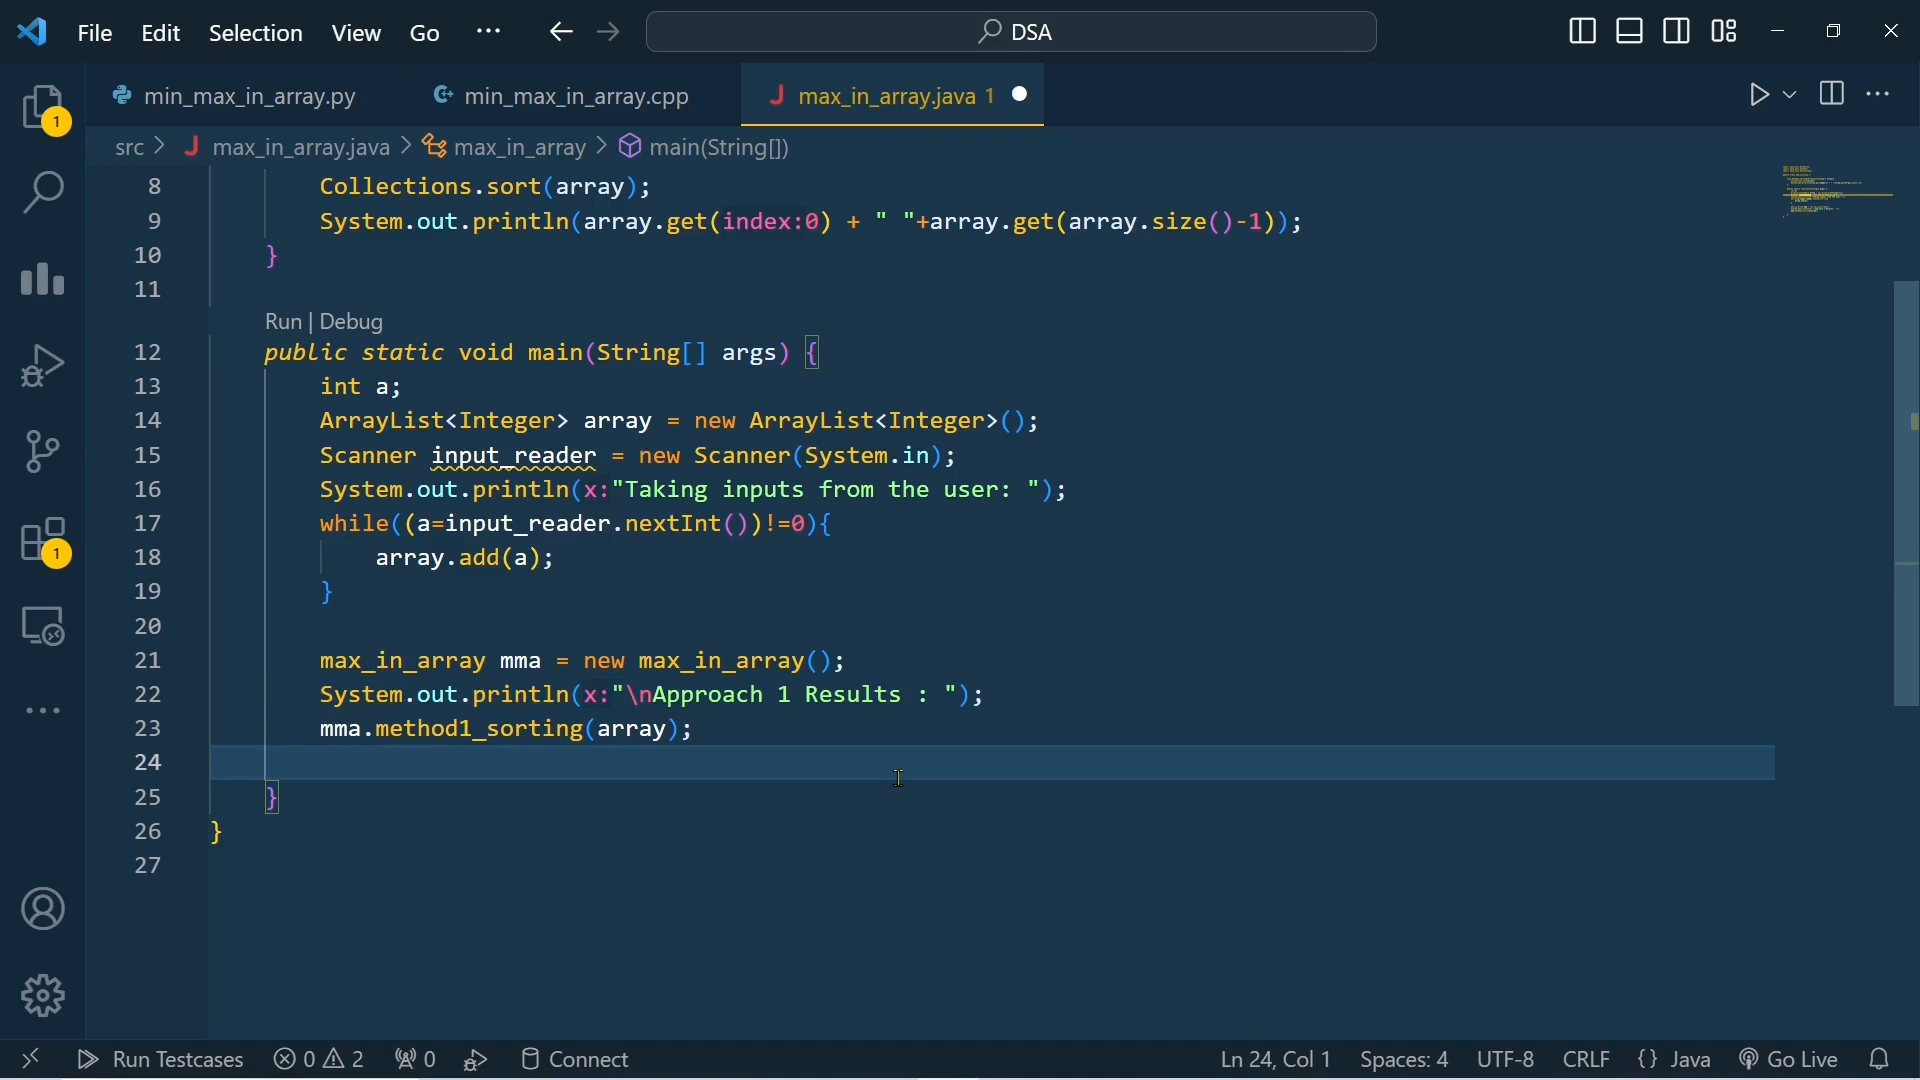 File Edit Selection View Go ··· DSA
min_max_in_array.py min_max_in_array.cpp max_in_array.java 1
src > max_in_array.java > max_in_array > main(String[])
8 Collections.sort(array);
9 System.out.println(array.get(index:0) + " "+array.get(array.size()-1));
10 }
11
Run | Debug
12 public static void main(String[] args) {
13 int a;
14 ArrayList<Integer> array = new ArrayList<Integer>();
15 Scanner input_reader = new Scanner(System.in);
16 System.out.println(x:"Taking inputs from the user: ");
17 while((a=input_reader.nextInt())!=0){
18 array.add(a);
19 }
20
21 max_in_array mma = new max_in_array();
22 System.out.println(x:"\nApproach 1 Results : ");
23 mma.method1_sorting(array);
24
25 }
26 }
27
1
1
Run Testcases 0 2 0 Connect Ln 24, Col 1 Spaces: 4 UTF-8 CRLF {} Java Go Live